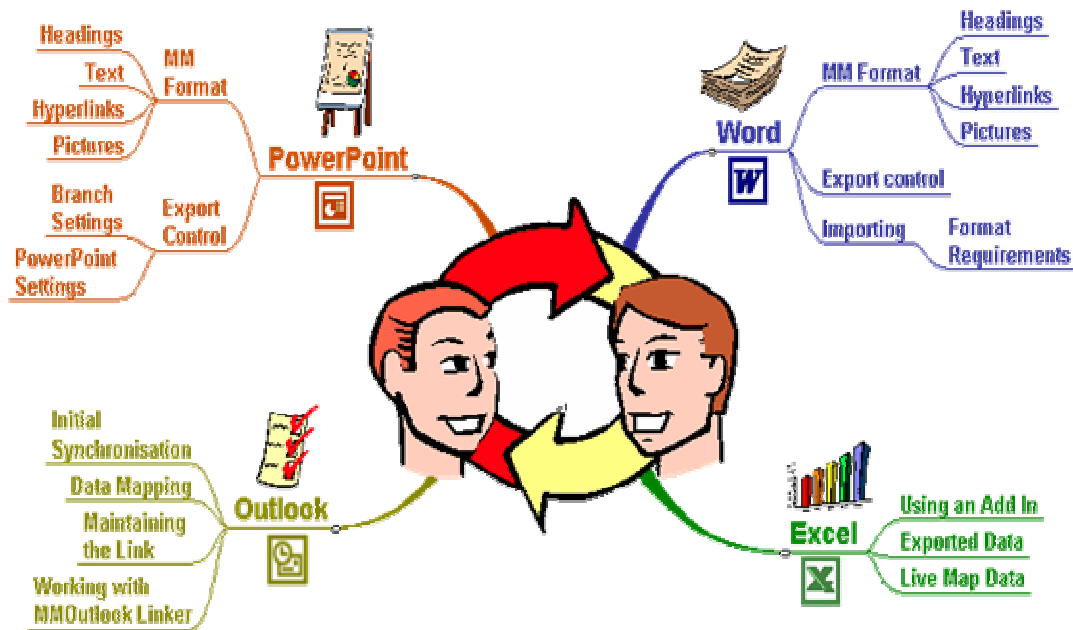 PowerPoint
MM
Format
Headings
Text
Hyperlinks
Pictures
Export
Control
Branch
Settings
PowerPoint
Settings
Word
W
MM Format
Headings
Text
Hyperlinks
Pictures
Export control
Importing
Format
Requirements
Outlook
Initial
Synchronisation
Data Mapping
Maintaining
the Link
Working with
MMOutlook Linker
Excel
X
Using an Add In
Exported Data
Live Map Data